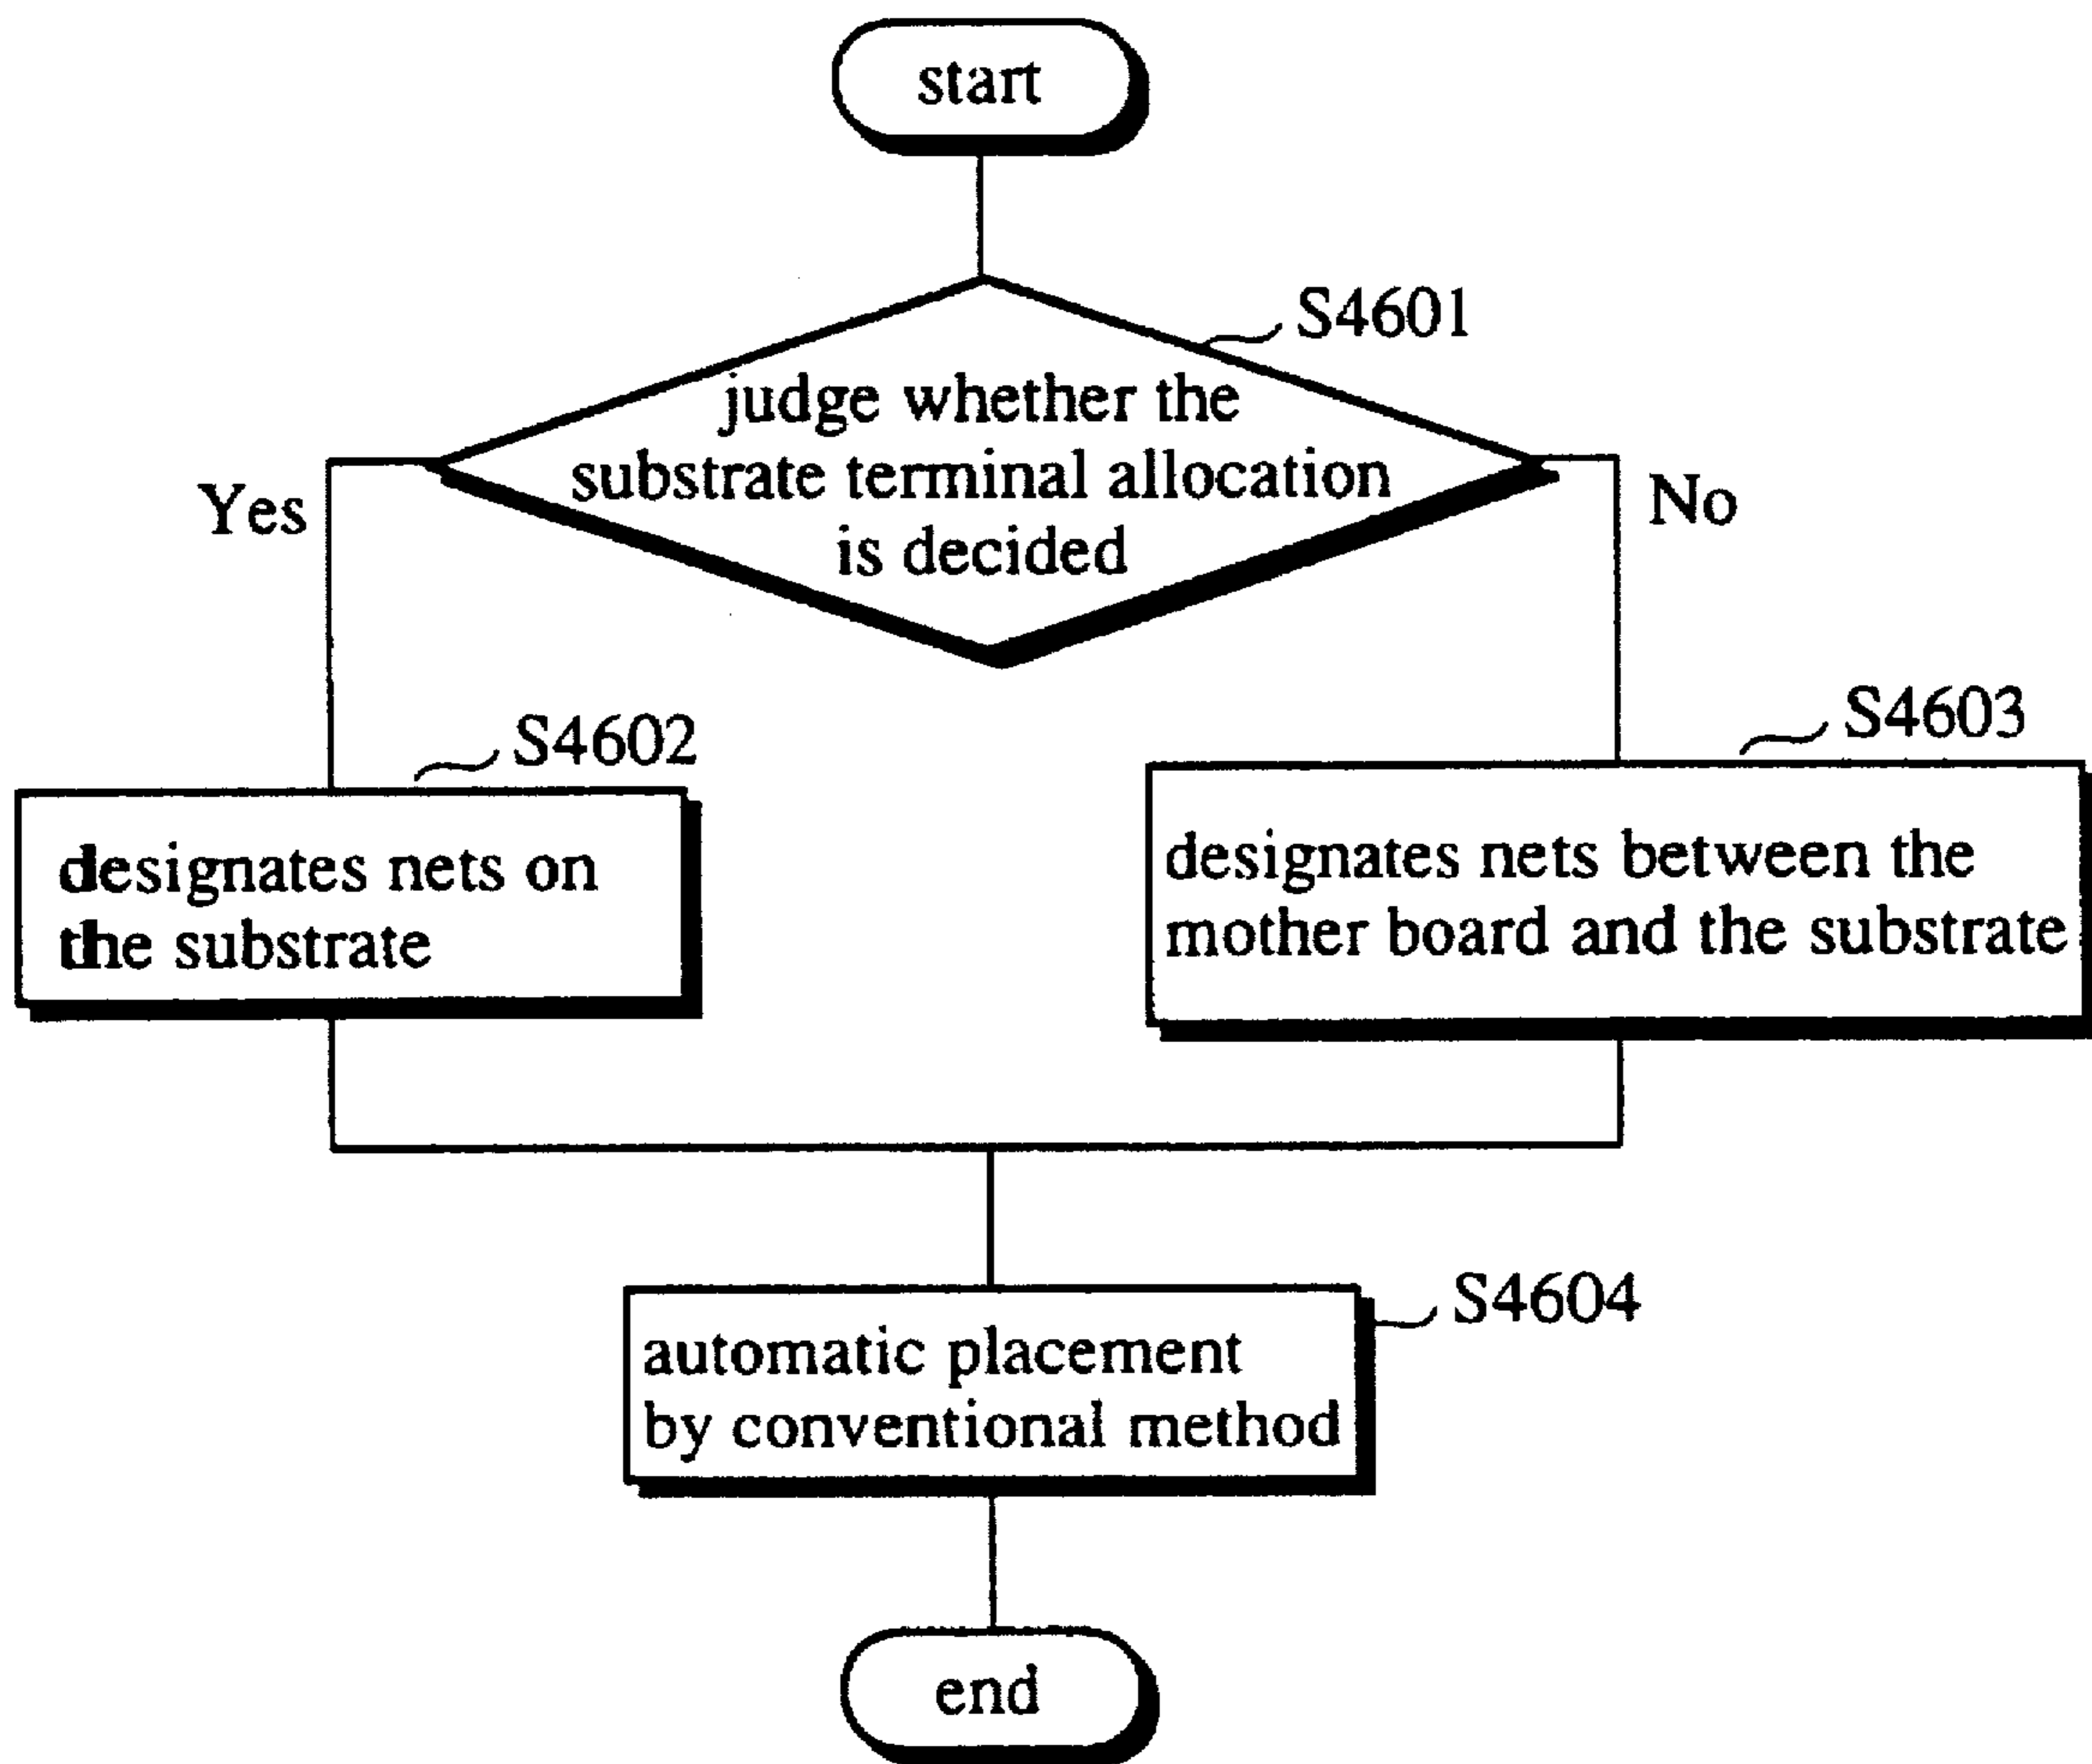 start
S4601
judge whether the
substrate terminal allocation
is decided
Yes
No
S4602
S4603
designates nets on
the substrate
designates nets between the
mother board and the substrate
S4604
automatic placement
by conventional method
end